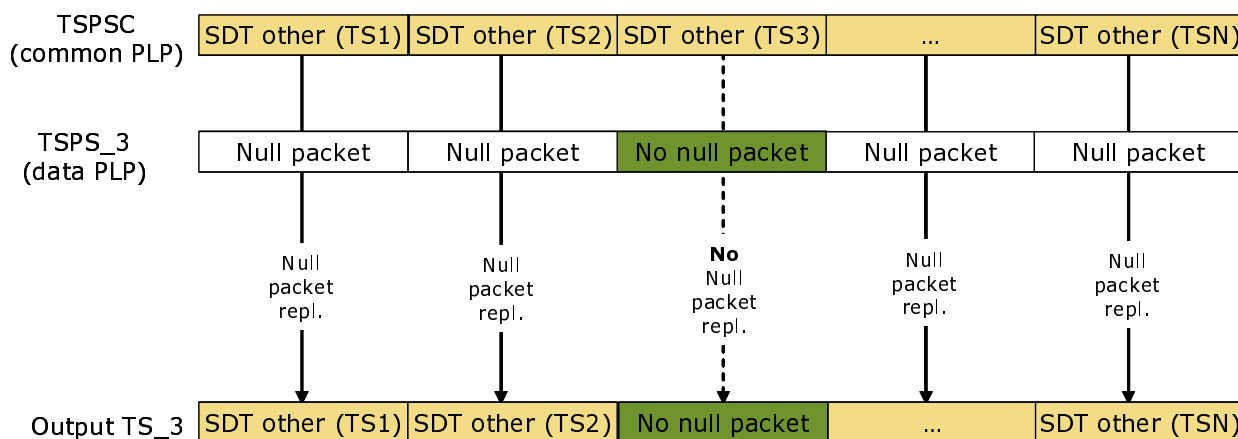 TSPSC
(common PLP)
SDT other (TS1)
SDT other (TS2)
SDT other (TS3)
...
SDT other (TSN)
TSPS_3
(data PLP)
Null packet
Null packet
No null packet
Null packet
Null packet
Null
packet
repl.
Null
packet
repl.
No
Null
packet
repl.
Null
packet
repl.
Null
packet
repl.
Output TS_3
SDT other (TS1)
SDT other (TS2)
No null packet
...
SDT other (TSN)